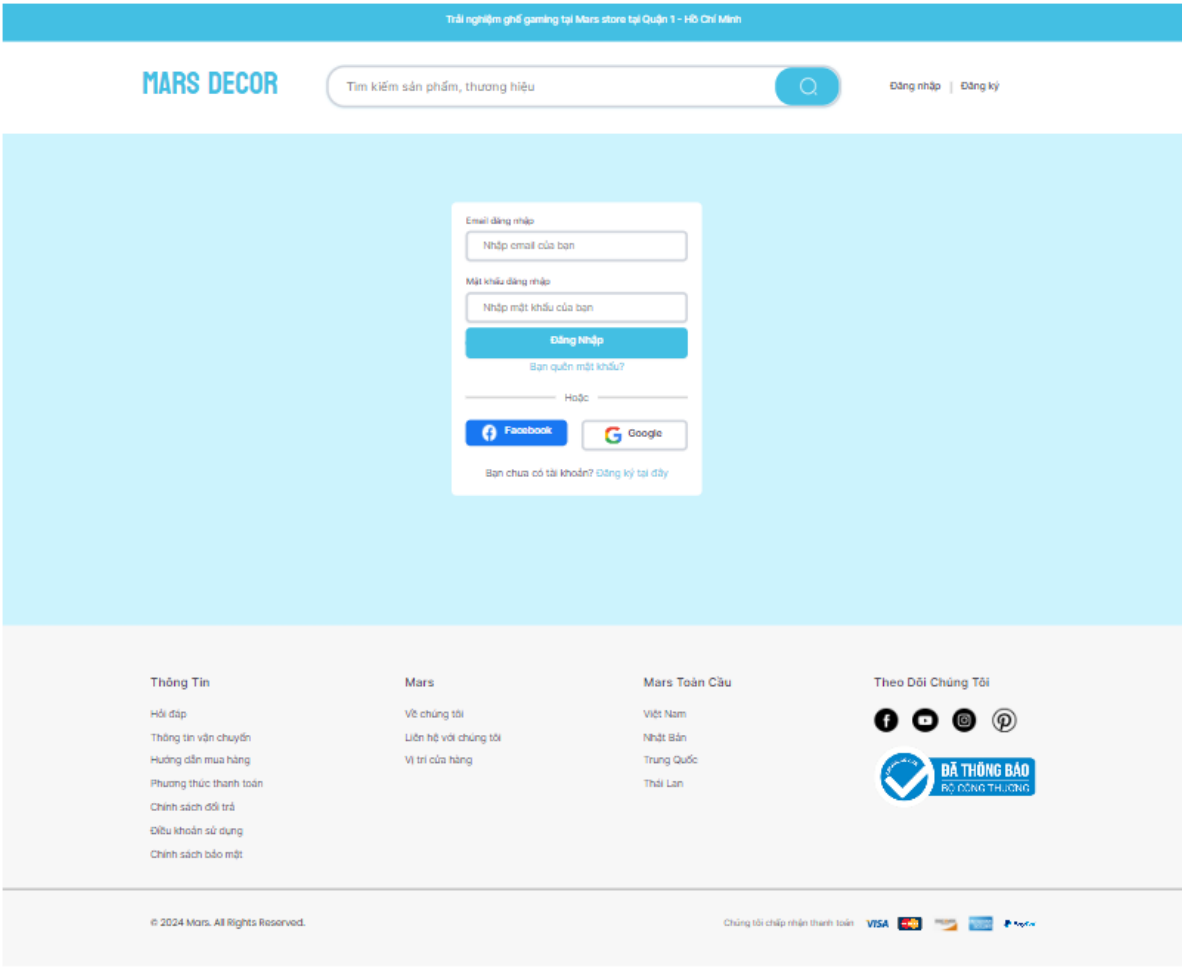 Trải nghiệm ghế gaming tại Mars store tại Quận 1 - Hồ Chí Minh
MARS DECOR
Tìm kiếm sản phẩm, thương hiệu
Đăng nhập | Đăng ký
Email đăng nhập
Nhập email của bạn
Mật khẩu đăng nhập
Nhập mật khẩu của bạn
Đăng Nhập
Bạn quên mật khẩu?
Hoặc
Facebook
Google
Bạn chưa có tài khoản? Đăng ký tại đây
Thông Tin
Hỏi đáp
Thông tin vận chuyển
Hướng dẫn mua hàng
Phương thức thanh toán
Chính sách đổi trả
Điều khoản sử dụng
Chính sách bảo mật
Mars
Về chúng tôi
Liên hệ với chúng tôi
Vị trí cửa hàng
Mars Toàn Cầu
Việt Nam
Nhật Bản
Trung Quốc
Thái Lan
Theo Dõi Chúng Tôi
ĐÃ THÔNG BÁO
BỘ CÔNG THƯƠNG
© 2024 Mars. All Rights Reserved.
Chúng tôi chấp nhận thanh toán VISA PayPal